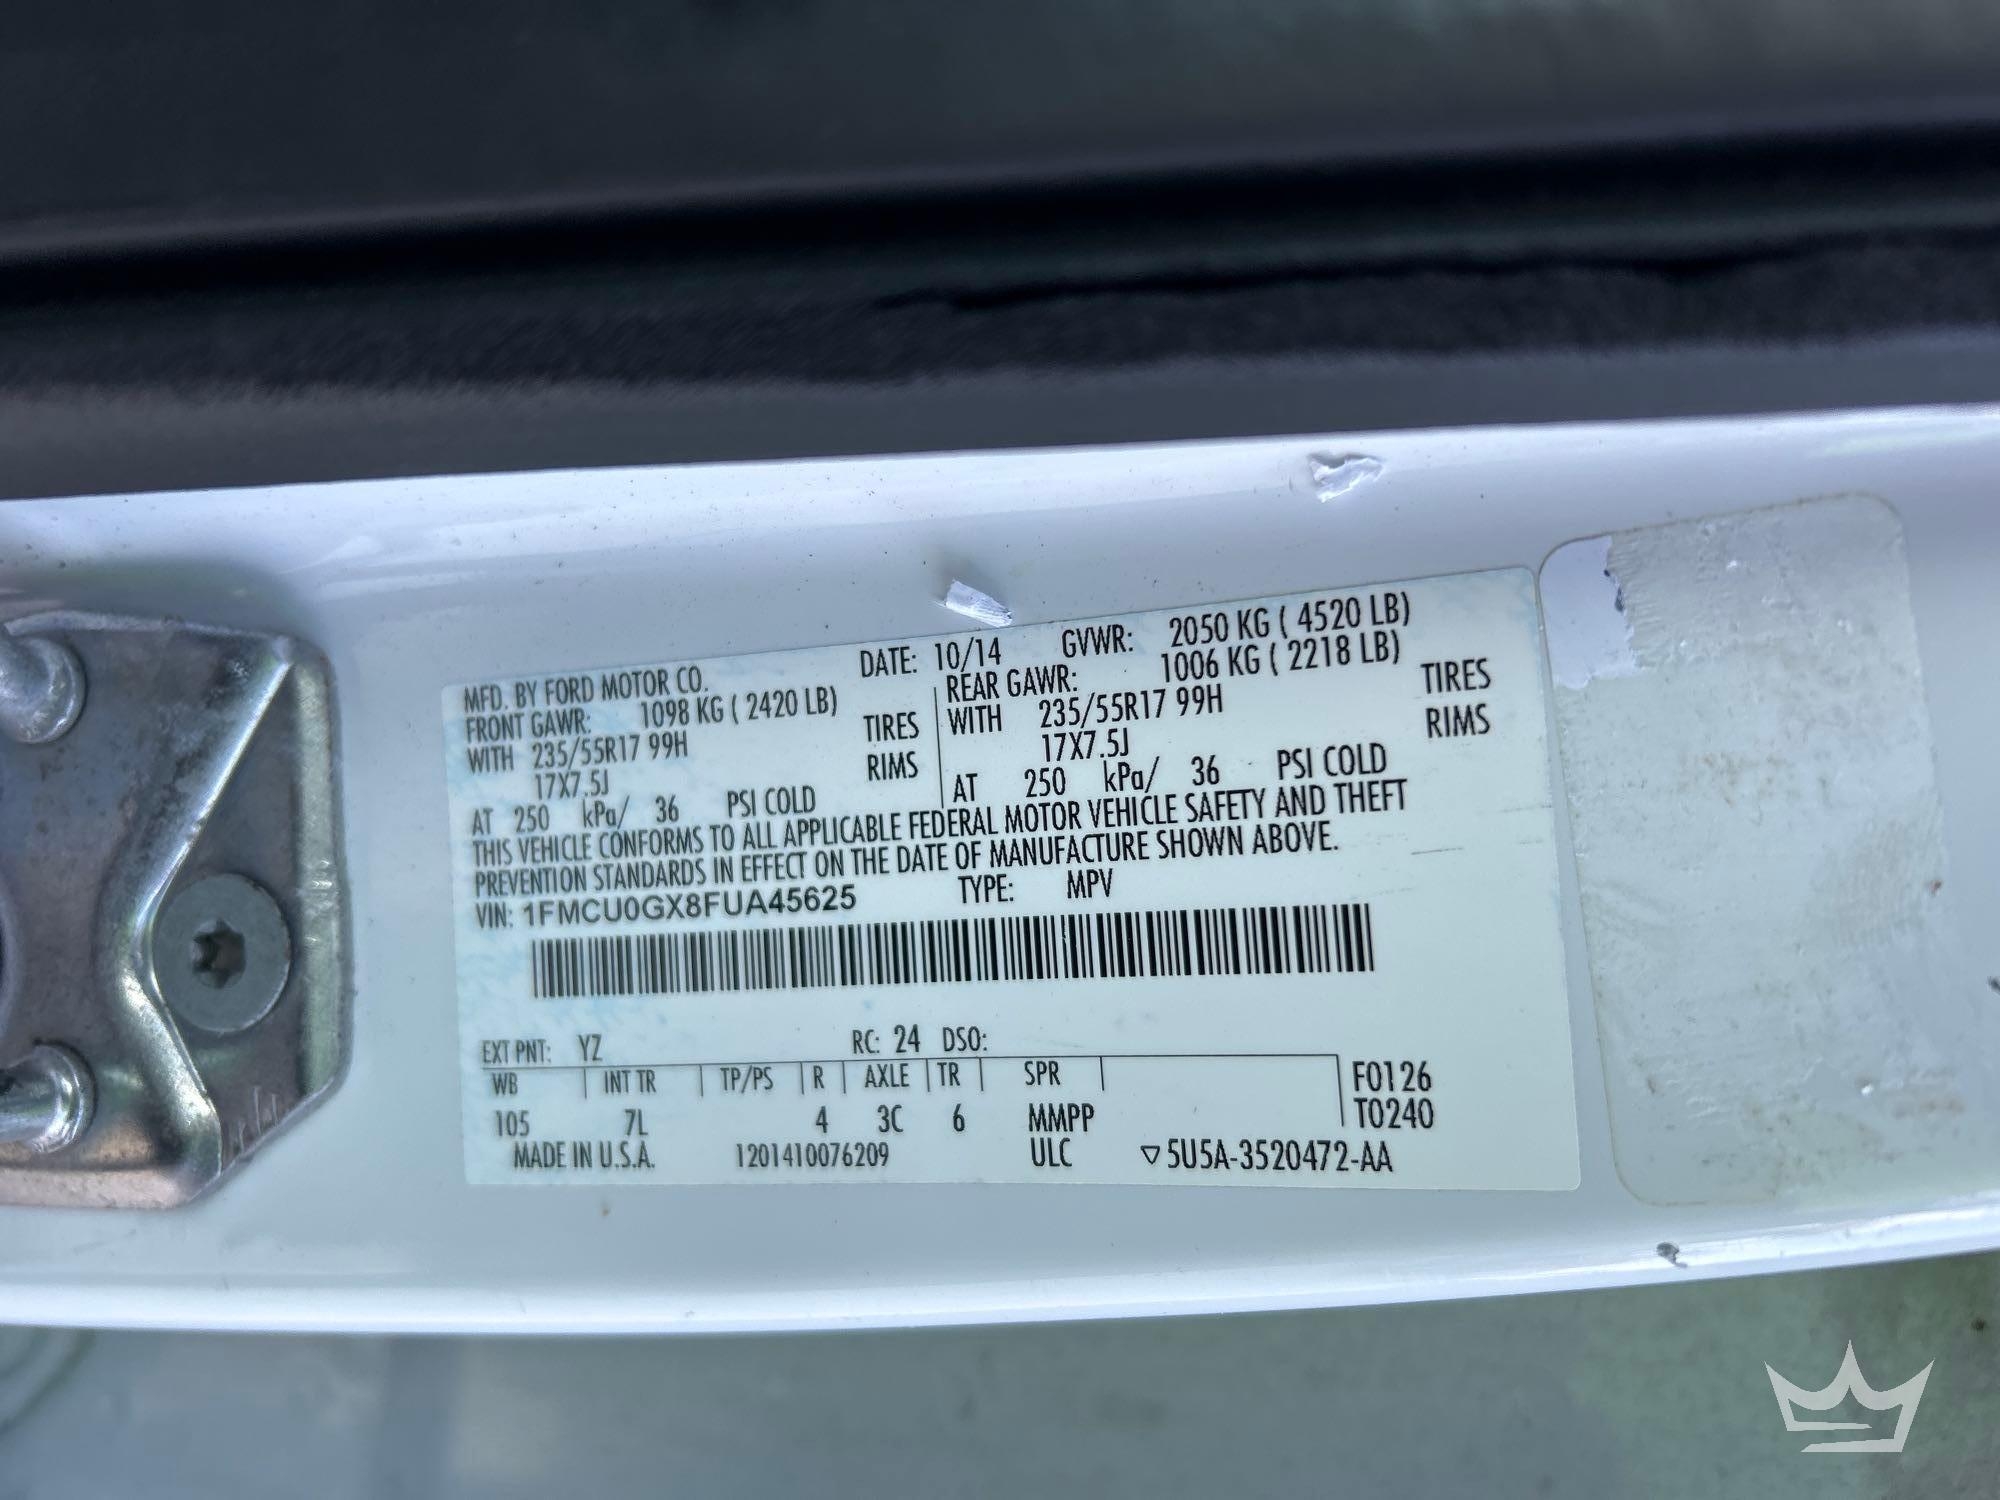 MFD. BY FORD MOTOR CO. DATE: 10/14 GVWR: 2050 KG ( 4520 LB)
FRONT GAWR: 1098 KG ( 2420 LB) REAR GAWR: 1006 KG ( 2218 LB)
WITH 235/55R17 99H TIRES WITH 235/55R17 99H TIRES
17X7.5J RIMS 17X7.5J RIMS
AT 250 kPa/ 36 PSI COLD AT 250 kPa/ 36 PSI COLD
THIS VEHICLE CONFORMS TO ALL APPLICABLE FEDERAL MOTOR VEHICLE SAFETY AND THEFT
PREVENTION STANDARDS IN EFFECT ON THE DATE OF MANUFACTURE SHOWN ABOVE.
VIN: 1FMCU0GX8FUA45625 TYPE: MPV
EXT PNT: YZ RC: 24 DSO:
WB INT TR TP/PS R AXLE TR SPR F0126
105 7L 4 3C 6 MMPP T0240
MADE IN U.S.A. 1201410076209 ULC ▽5U5A-3520472-AA